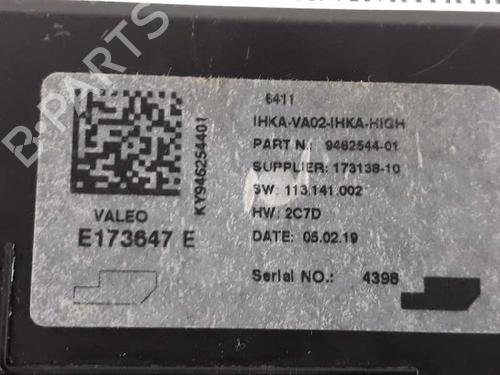 B-PARTS
6411
IHKA-VA02-IHKA-HIGH
PART N.: 9462544-01
SUPPLIER: 173138-10
SW: 113.141.002
HW: 2C7D
DATE: 05.02.19
Serial NO.: 4398
KY946254401
VALEO
E173647 E